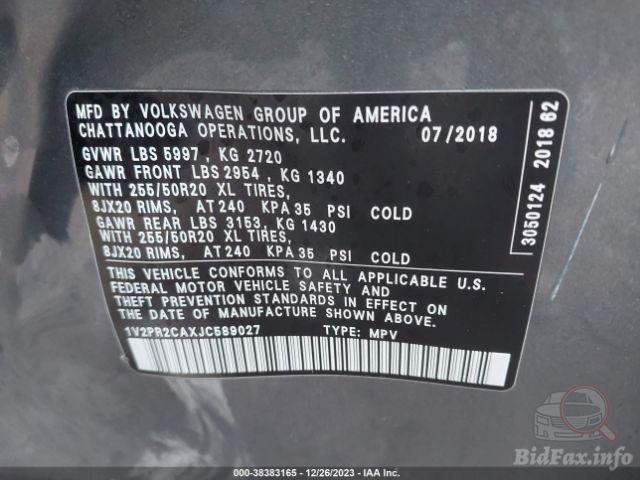 MFD BY VOLKSWAGEN GROUP OF AMERICA
CHATTANOOGA OPERATIONS, LLC. 07/2018
GVWR LBS 5997 , KG 2720
GAWR FRONT LBS 2954 , KG 1340
WITH 255/50R20 XL TIRES,
8JX20 RIMS, AT 240 KPA 35 PSI COLD
GAWR REAR LBS 3153, KG 1430
WITH 255/50R20 XL TIRES,
8JX20 RIMS, AT 240 KPA 35 PSI COLD
THIS VEHICLE CONFORMS TO ALL APPLICABLE U.S.
FEDERAL MOTOR VEHICLE SAFETY AND
THEFT PREVENTION STANDARDS IN EFFECT ON
THE DATE OF MANUFACTURE SHOWN ABOVE
1V2PR2CAXJC589027 TYPE: MPV
3050124 2018 62
000-38383165 - 12/26/2023 - IAA Inc.
BidFax.info